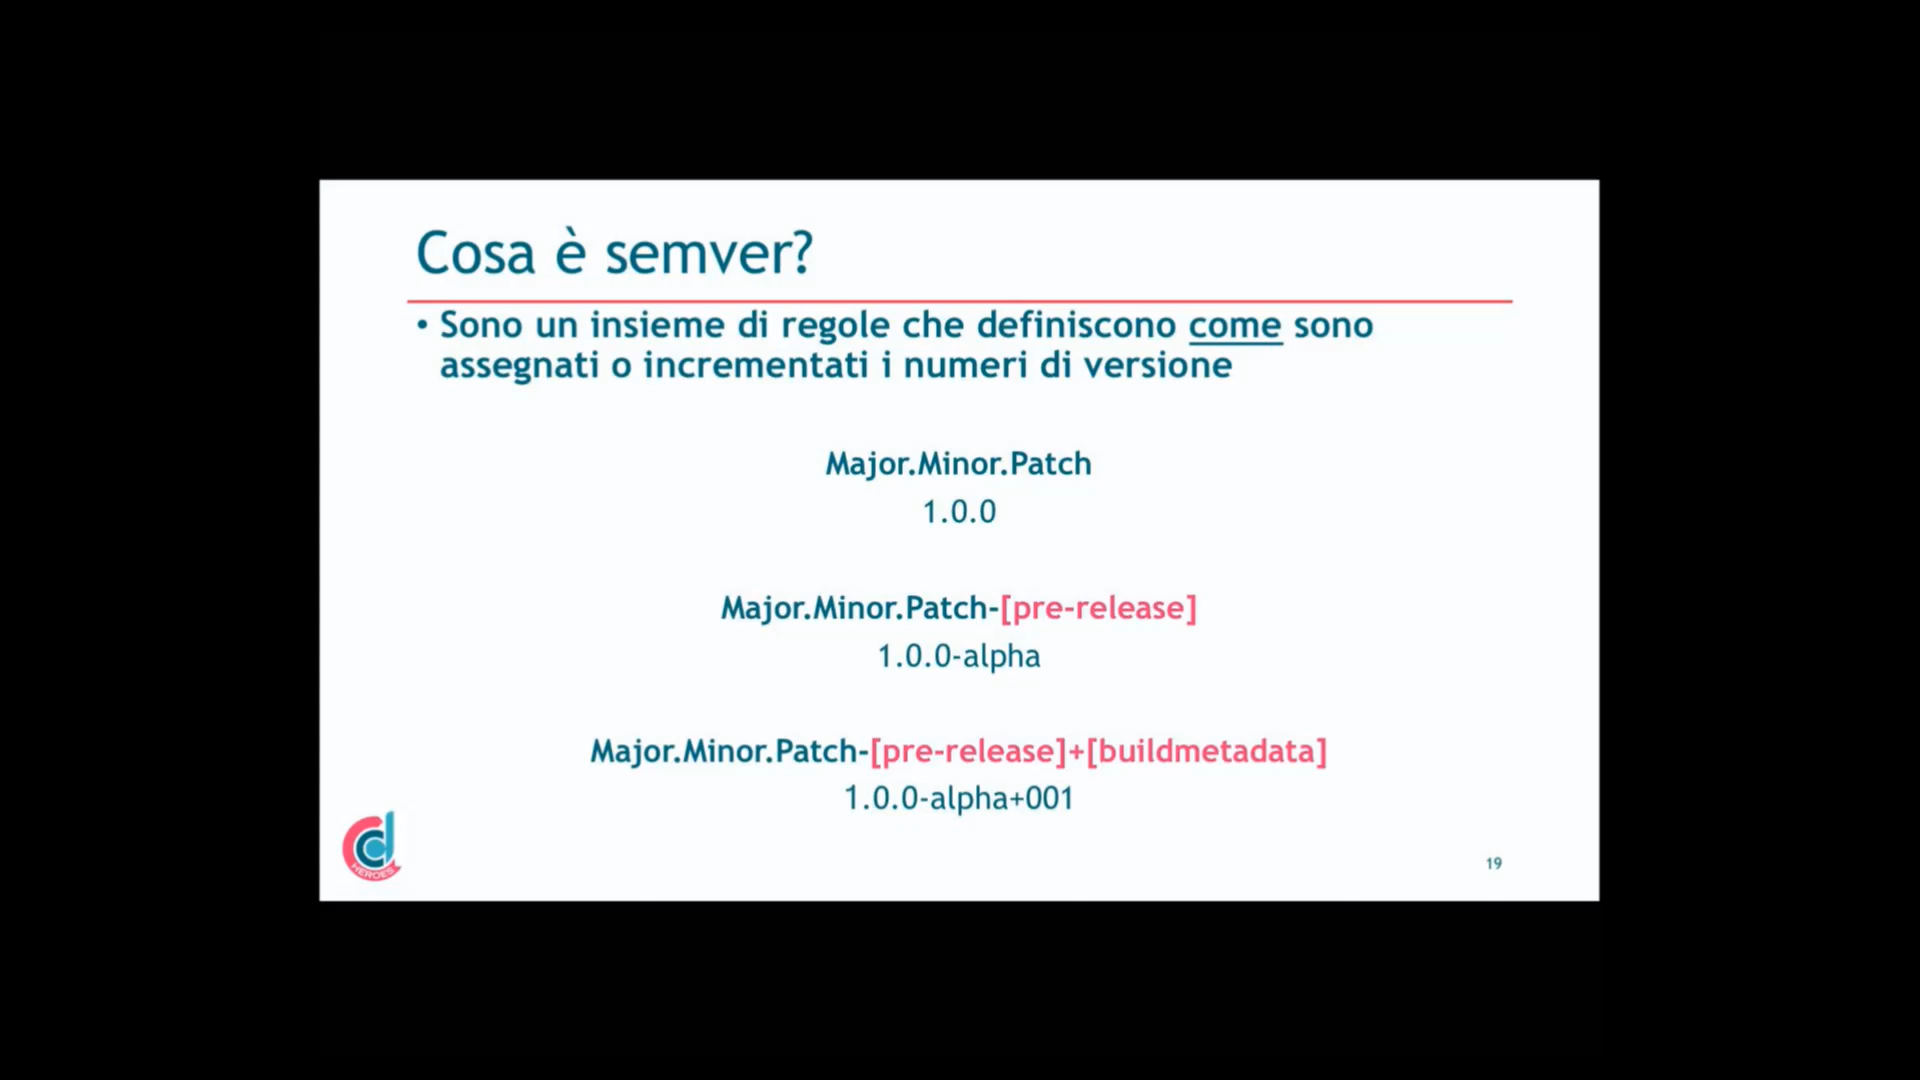 Cosa è semver?
• Sono un insieme di regole che definiscono come sono
assegnati o incrementati i numeri di versione
Major.Minor.Patch
1.0.0
Major.Minor.Patch-[pre-release]
1.0.0-alpha
Major.Minor.Patch-[pre-release]+[buildmetadata]
1.0.0-alpha+001
cd
HEROES
19